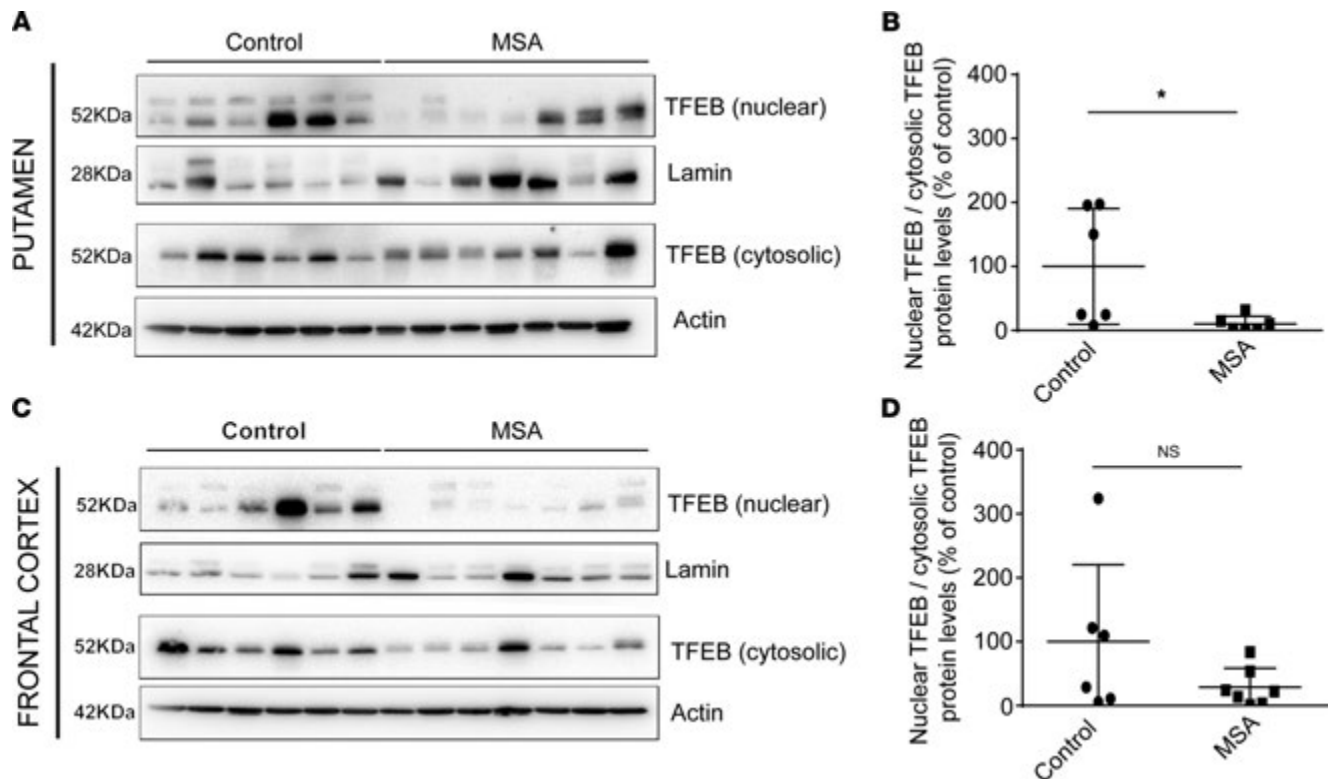 A
Control MSA
PUTAMEN
52KDa TFEB (nuclear)
28KDa Lamin
52KDa TFEB (cytosolic)
42KDa Actin
B
Nuclear TFEB / cytosolic TFEB
protein levels (% of control)
400
300
200
100
0
*
Control MSA
C
Control MSA
FRONTAL CORTEX
52KDa TFEB (nuclear)
28KDa Lamin
52KDa TFEB (cytosolic)
42KDa Actin
D
Nuclear TFEB / cytosolic TFEB
protein levels (% of control)
400
300
200
100
0
NS
Control MSA